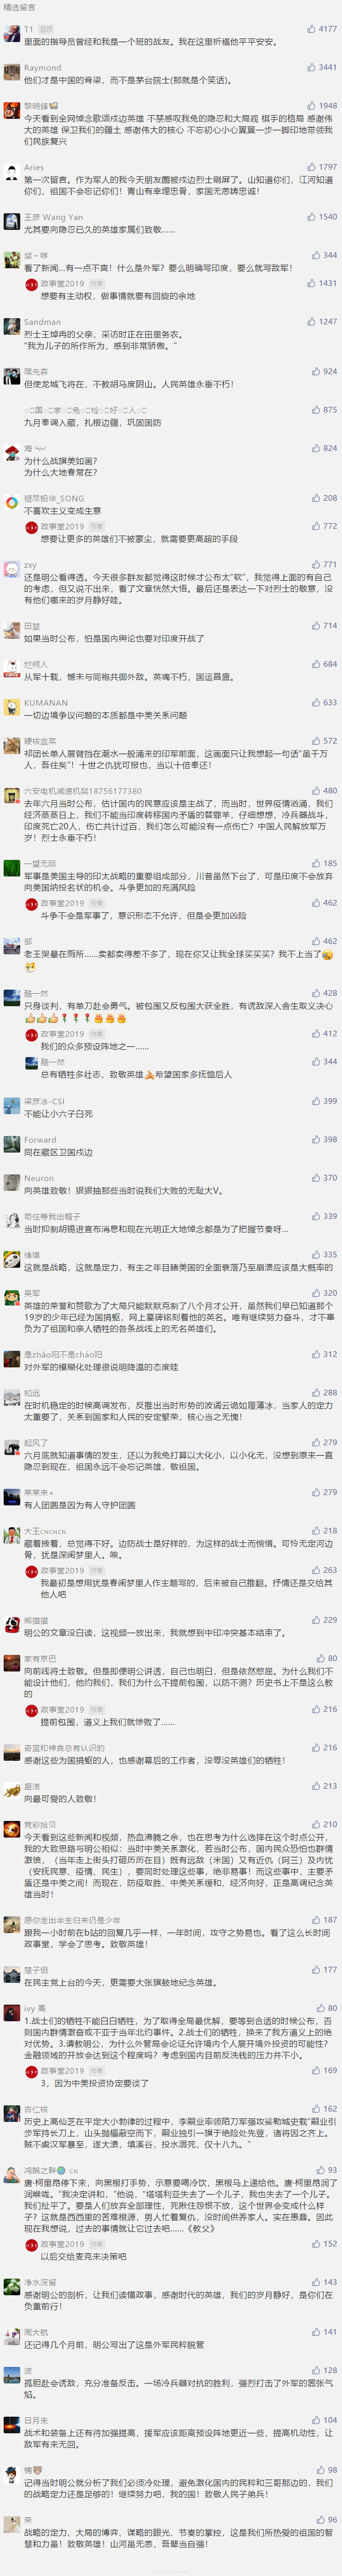 精选留言
T1 置顶 4177
里面的指导员曾经和我是一个班的战友。我在这里祈福他平平安安。
Raymond 3441
他们才是中国的脊梁，而不是茅台院士(那就是个笑话)。
黎明锋 1948
今天看到全网悼念歌颂戍边英雄 不禁感叹我免的隐忍和大局观 棋手的格局 感谢伟
大的英雄 保卫我们的疆土 感谢伟大的核心 不忘初心小心翼翼一步一脚印地带领我
们民族复兴
Aries 1797
第一次留言。作为军人的我今天朋友圈被戍边烈士刷屏了。山知道你们，江河知道
你们，祖国不会忘记你们！青山有幸埋忠骨，家国无恙铸忠诚！
王彦 Wang Yan 1540
尤其要向隐忍已久的英雄家属们致敬……
344
看了新闻…有一点不爽！什么是外军？要么明确写印度，要么就写敌军！
政事堂2019 作者 1431
想要有主动权，做事情就要有回旋的余地
Sandman 1247
烈士王焯冉的父亲，采访时正在田里务农。
“我为儿子的所作所为，感到非常骄傲。”
嘿先森 924
但使龙城飞将在，不教胡马度阴山。人民英雄永垂不朽！
875
九月奉调入藏，扎根边疆，巩固国防
海 824
为什么战旗美如画？
为什么大地春常在？
褪尽铅华_SONG 208
不喜欢主义变成生意
政事堂2019 作者 772
想要让更多的英雄们不被蒙尘，就需要更高超的手段
zxy 771
还是明公看得透。今天很多群友都觉得这时候才公布太“软”，我觉得上面的有自己
的考虑，但又说不出来，看了文章恍然大悟。最后还是表达一下对烈士的敬意，没
有他们哪来的岁月静好哇。
田堃 714
如果当时公布，怕是国内舆论也要对印度开战了
烂柯人 684
从军十载，憾未与同袍共御外敌。英魂不朽，国运昌盛。
KUMANAN 633
一切边境争议问题的本质都是中美关系问题
硬核韭菜 572
祁团长单人展臂挡在潮水一般涌来的印军前面，这画面只让我想起一句话“虽千万
人，吾往矣”！十世之仇犹可报也，当以十倍奉还！
六安电机减速机吴18756177380 480
去年六月当时公布，估计国内的民意应该是主战了，而当时，世界疫情汹涌，我们
经济蒸蒸日上，我们不能当印度转移国内矛盾的替罪羊，仔细想想，冷兵器战斗，
印度死亡20人，伤亡共计过百，我们怎么可能没有一点伤亡？中国人民解放军万
岁！烈士永垂不朽！
一望无际 185
军事是美国主导的印太战略的重要组成部分，川普虽然下台了，可是印度不会放弃
向美国纳投名状的机会。斗争更加的充满风险
政事堂2019 作者 462
斗争不会是军事了，意识形态不允许，但是会更加凶险
邹 462
老王哭晕在厕所……卖都卖得差不多了，现在你又让我全球买买买？我不上当了
酷一然 428
只身谈判，有单刀赴会勇气。被包围又反包围大获全胜，有诱敌深入舍生取义决心
政事堂2019 作者 412
我们的众多预设阵地之一……
酷一然 344
总有牺牲多壮志，致敬英雄 希望国家多抚恤后人
梁彦冰-CSI 399
不能让小六子白死
Forward 398
同在藏区卫国戍边
Neuron 370
向英雄致敬！狠狠抽那些当时说我们大败的无耻大V。
苟住等我出帽子 339
当时抑制胡锡进宣布消息和现在光明正大地悼念都是为了把握节奏呀...
锋锋 335
这就是战略，这就是定力，有生之年目睹美国的全面衰落乃至崩溃应该是大概率的
吴军 320
英雄的荣誉和赞歌为了大局只能默默克制了八个月才公开，虽然我们早已知道那个
19岁的少年已经为国捐躯，网上墓碑铭刻着他的英名。唯有继续努力奋斗，才不辜
负为了祖国和亲人牺牲的各条战线上的无名英雄们。
是zhāo阳不是cháo阳 312
对外军的模糊化处理很说明降温的态度哇
知远 288
在时机稳定的时候高调发布，反推出当时形势的波谲云诡如履薄冰，当家人的定力
太重要了，关系到国家和人民的安定繁荣，核心当之无愧！
起风了 279
六月底就知道事情的发生，还以为我免打算以大化小，以小化无，没想到原来一直
隐忍到现在，祖国永远不会忘记英雄，敬祖国。
莱莱未+ 279
有人团圆是因为有人守护团圆
大王CNCNCN 218
藏着掖着，总觉得不好。边防战士是好样的，为这样的战士而惋惜。可怜无定河边
骨，犹是深闺梦里人。唉。
政事堂2019 作者 263
我最初是想用犹是春闺梦里人作主题写的，后来被自己推翻。抒情还是交给其
他人吧
熊猫猫 229
明公的文章没白读，这视频一放出来，我就想到中印冲突基本结束了。
家有京巴 80
向前线将士致敬。但是即便明公讲透，自己也明白，但是依然憋屈。为什么我们不
能设计他们，他约我们，我们为什么不提前包围，以防不测？历史书上不是这么教
的
政事堂2019 作者 216
提前包围，道义上我们就惨败了……
奇蓝和神奕总有认识的 216
感谢这些为国捐躯的人，也感谢幕后的工作者，没辱没英雄们的牺牲！
盛浩 213
向最可爱的人致敬！
荒彩拾贝 210
今天看到这些新闻和视频，热血沸腾之余，也在思考为什么选择在这个时点公开，
我的大致思路与明公相似：当时中美关系激化，若当时公布，国内民众恐怕也群情
激愤，（当年走上街头打砸历历在目）既有远敌（米国）又有近仇（阿三）及内忧
（安抚民意、疫情、民生），要同时处理这些事，绝非易事！而这些事中，主要矛
盾还是中美之间！而现在，防疫取胜、中美关系缓和、经济向好，正是高调纪念英
雄当时！
愿你走出半生归来仍是少年 187
跟我一小时前在b站的回复几乎一样，一年时间，攻守之势易也。看了这么长时间
政事堂，学会了思考。致敬英雄！
楚子侣 177
在民主党上台的今天，更需要大张旗鼓地纪念英雄。
ivy 高 80
1.战士们的牺牲不能白白牺牲，为了取得全局最优解，要等到合适的时候公布，否
则国内群情激奋或不亚于当年北约事件。2.战士们的牺牲，换来了我方道义上的绝
对优势。3.请教明公，为什么外管局会论证允许境内个人展开境外投资的可能性？
金融领域的开放会达到这个程度吗？考虑到国内目前反洗钱的压力并不小。
政事堂2019 作者 169
3，因为中美投资协定要谈了
杏仁核 162
历史上高仙芝在平定大小勃律的过程中，李嗣业率领陌刀军强攻娑勒城史载“嗣业引
步军持长刀上，山头抛檑蔽空而下，嗣业独引一旗于绝险处先登，诸将因之齐上。
贼不虞汉军暴至，遂大溃，填溪谷，投水溺死，仅十八九。”
鸿鹄之畔 CN 93
唐·柯里昂停下来，向黑根打手势，示意要喝冷饮，黑根马上递给他。唐·柯里昂润了
润喉咙。“我决定讲和，”他说，“塔塔利亚失去了一个儿子，我也失去了一个儿子。
我们扯平了。要是人们放弃全部理性，死揪住怨恨不放，这个世界会变成什么样
子？这就是西西里的苦难根源，男人忙着复仇，没时间供养家人。实在愚蠢。因此
现在我想说，过去的事情就让它过去吧……《教父》
政事堂2019 作者 152
以后交给麦克来决策吧
净水深留 143
感谢明公的剖析，让我们读懂政事，感谢时代的英雄，我们的岁月静好，是你们在
负重前行！
周大航 141
还记得几个月前，明公写出了这是外军民粹脱管
波 128
孤胆赴会诱敌，充分准备反击。一场冷兵器对抗的胜利，强烈打击了外军的嚣张气
焰。
日月未 104
战术和装备上还有待加强提高，援军应该距离预设阵地更近一些，提高机动性，让
敌军有来无回。
楠 98
记得当时明公就分析了我们必须冷处理，避免激化国内的民粹和三哥那边的，我们
的战略定力还是足够的！继续努力吧，我的国！致敬人民子弟兵！
荣 96
战略的定力、大局的博弈、谋略的眼光、节奏的掌控，这是我们所热爱的祖国的智
慧和力量！致敬英雄！山河虽无恙，吾辈当自强！